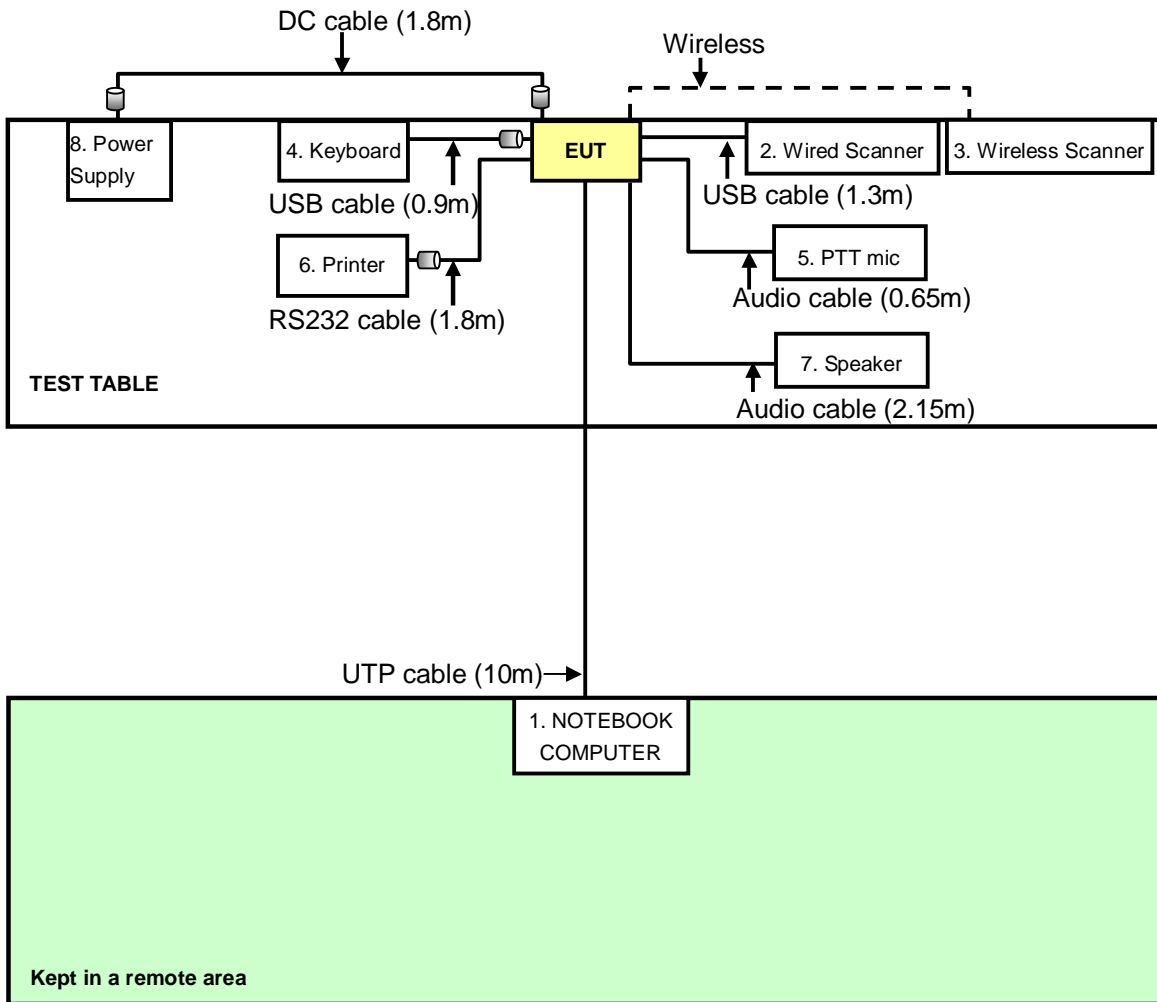 DC cable (1.8m)
Wireless
8. Power
Supply
4. Keyboard
EUT
2. Wired Scanner
3. Wireless Scanner
USB cable (0.9m)
USB cable (1.3m)
6. Printer
5. PTT mic
RS232 cable (1.8m)
Audio cable (0.65m)
7. Speaker
TEST TABLE
Audio cable (2.15m)
UTP cable (10m)
1. NOTEBOOK
COMPUTER
Kept in a remote area